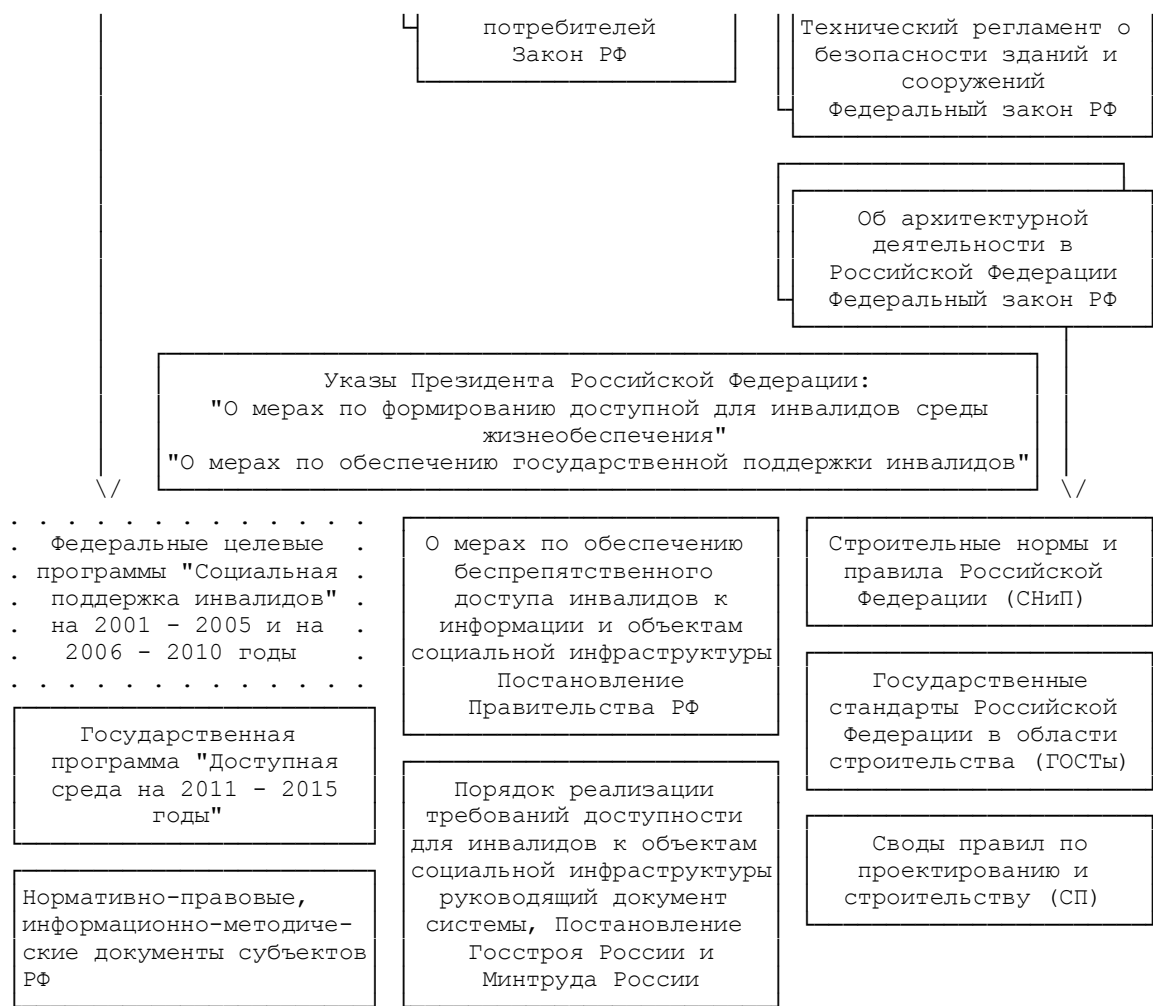 потребителей
Закон РФ
Технический регламент о
безопасности зданий и
сооружений
Федеральный закон РФ
Об архитектурной
деятельности в
Российской Федерации
Федеральный закон РФ
Указы Президента Российской Федерации:
"О мерах по формированию доступной для инвалидов среды
жизнеобеспечения"
"О мерах по обеспечению государственной поддержки инвалидов"
Федеральные целевые
программы "Социальная
поддержка инвалидов"
на 2001 - 2005 и на
2006 - 2010 годы
Государственная
программа "Доступная
среда на 2011 - 2015
годы"
Нормативно-правовые,
информационно-методиче-
ские документы субъектов
РФ
О мерах по обеспечению
беспрепятственного
доступа инвалидов к
информации и объектам
социальной инфраструктуры
Постановление
Правительства РФ
Порядок реализации
требований доступности
для инвалидов к объектам
социальной инфраструктуры
руководящий документ
системы, Постановление
Госстроя России и
Минтруда России
Строительные нормы и
правила Российской
Федерации (СНиП)
Государственные
стандарты Российской
Федерации в области
строительства (ГОСТы)
Своды правил по
проектированию и
строительству (СП)